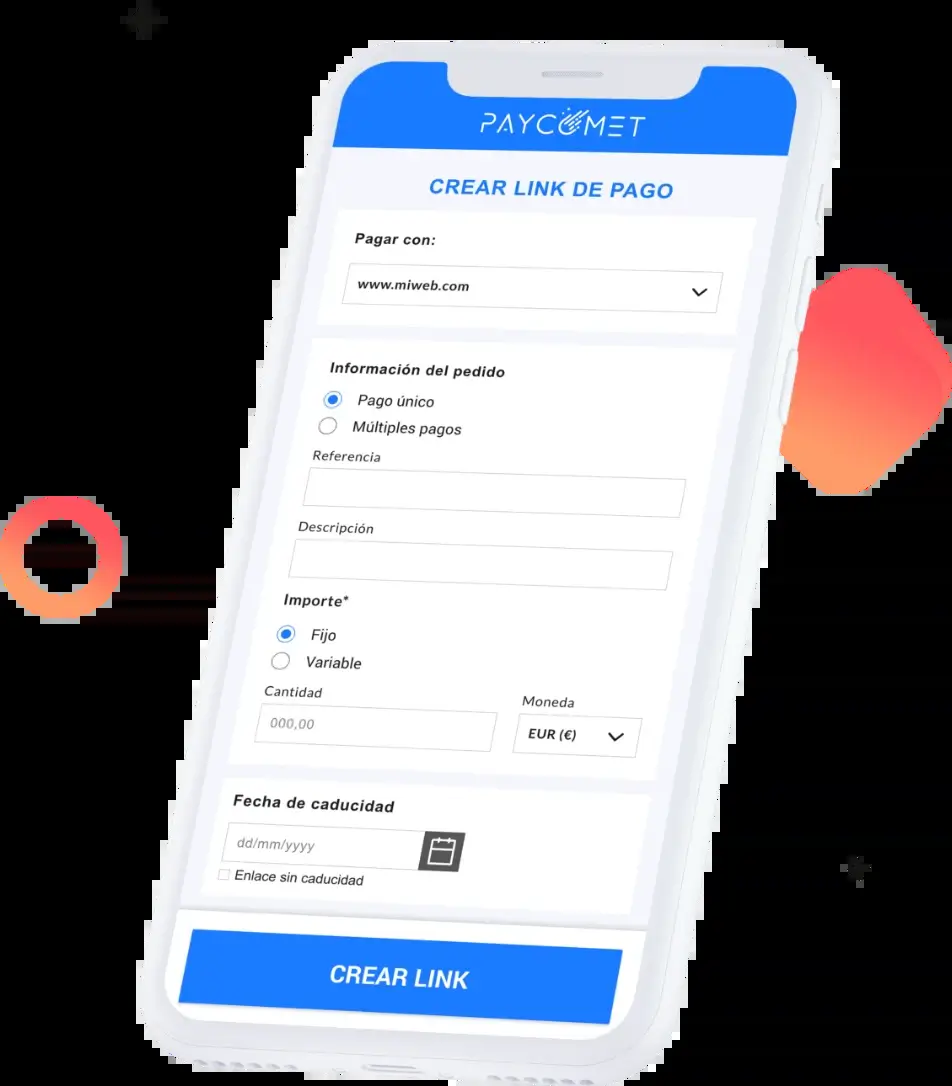 PAYCOMET
CREAR LINK DE PAGO
Pagar con:
www.miweb.com
Información del pedido
Pago único
Múltiples pagos
Referencia
Descripción
Importe*
Fijo
Variable
Cantidad
Moneda
000,00
EUR (€)
Fecha de caducidad
dd/mm/yyyy
Enlace sin caducidad
CREAR LINK